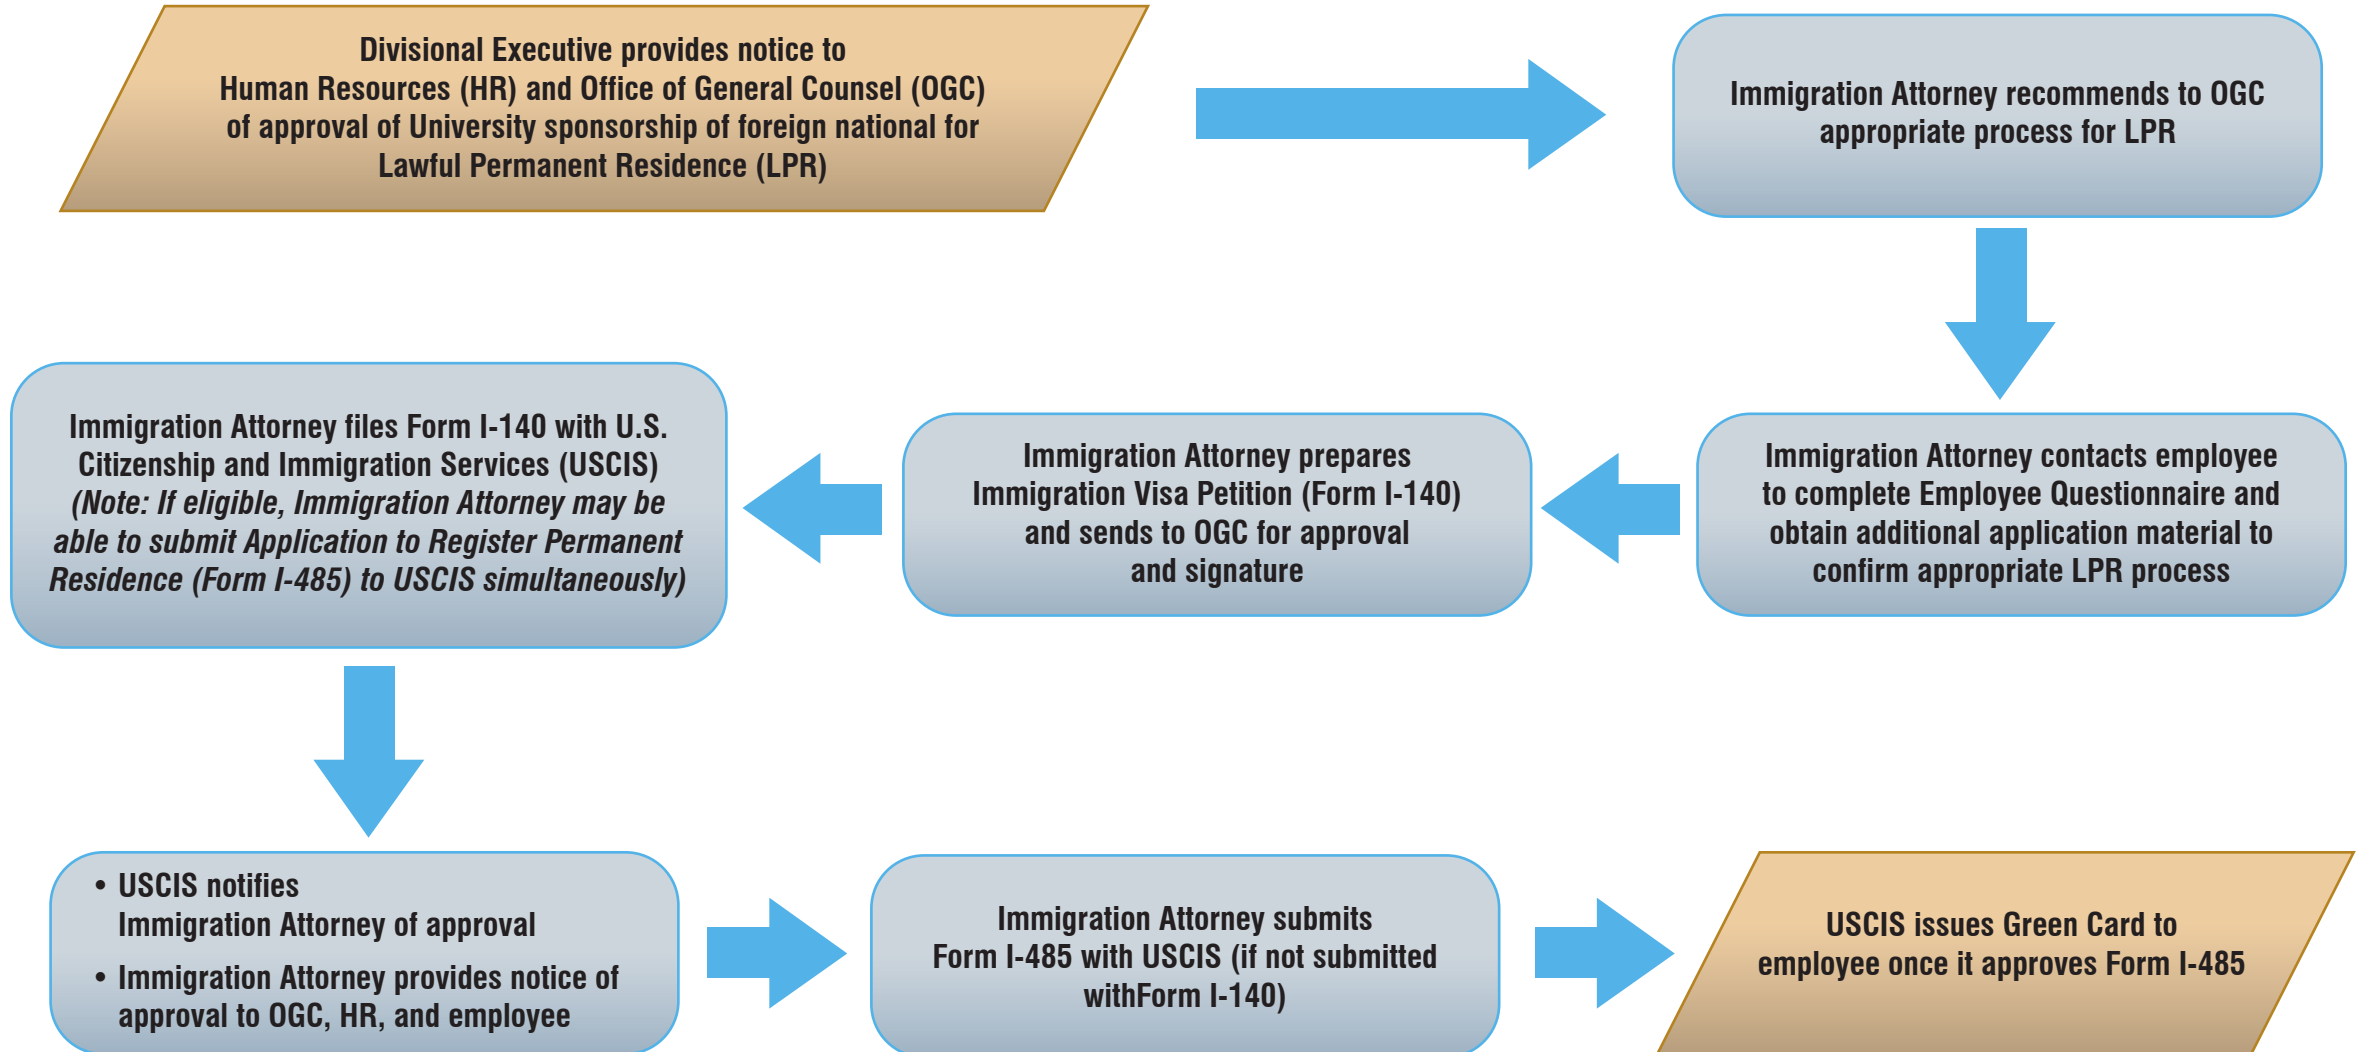 Divisional Executive provides notice to
Human Resources (HR) and Office of General Counsel (OGC)
of approval of University sponsorship of foreign national for
Lawful Permanent Residence (LPR)
Immigration Attorney recommends to OGC
appropriate process for LPR
Immigration Attorney contacts employee
to complete Employee Questionnaire and
obtain additional application material to
confirm appropriate LPR process
Immigration Attorney prepares
Immigration Visa Petition (Form I-140)
and sends to OGC for approval
and signature
Immigration Attorney files Form I-140 with U.S.
Citizenship and Immigration Services (USCIS)
(Note: If eligible, Immigration Attorney may be
able to submit Application to Register Permanent
Residence (Form I-485) to USCIS simultaneously)
• USCIS notifies
Immigration Attorney of approval
• Immigration Attorney provides notice of
approval to OGC, HR, and employee
Immigration Attorney submits
Form I-485 with USCIS (if not submitted
withForm I-140)
USCIS issues Green Card to
employee once it approves Form I-485